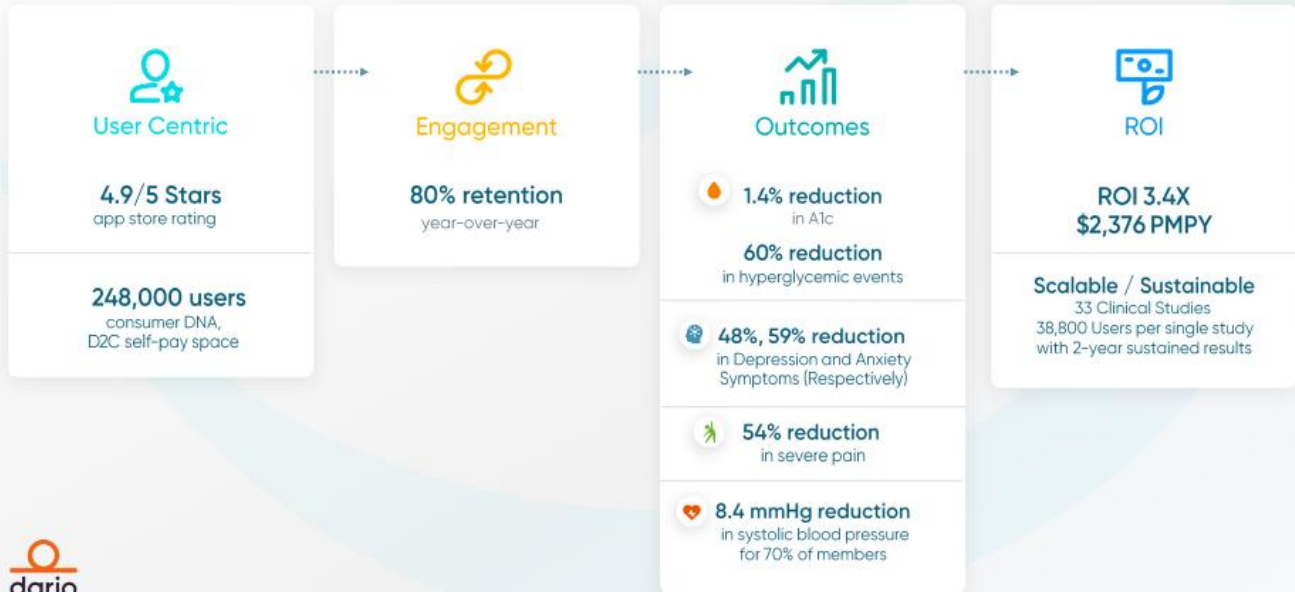 User Centric
4.9/5 Stars
app store rating
248,000 users
consumer DNA,
D2C self-pay space
Engagement
80% retention
year-over-year
Outcomes
1.4% reduction
in A1c
60% reduction
in hyperglycemic events
48%, 59% reduction
in Depression and Anxiety
Symptoms (Respectively)
54% reduction
in severe pain
8.4 mmHg reduction
in systolic blood pressure
for 70% of members
ROI
ROI 3.4X
$2,376 PMPY
Scalable / Sustainable
33 Clinical Studies
38,800 Users per single study
with 2-year sustained results
dario